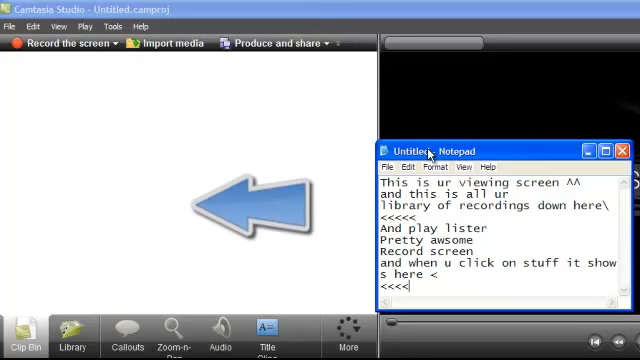 Camtasia Studio - Untitled.camproj
File Edit View Play Tools Help
Record the screen Import media Produce and share
Untitled - Notepad
File Edit Format View Help
This is ur viewing screen ^^
and this is all ur
library of recordings down here\
<<<<<
And play lister
Pretty awsome
Record screen
and when u click on stuff it show
s here <
<<<<
S
Clip Bin Library Callouts Zoom-n- Audio Title More